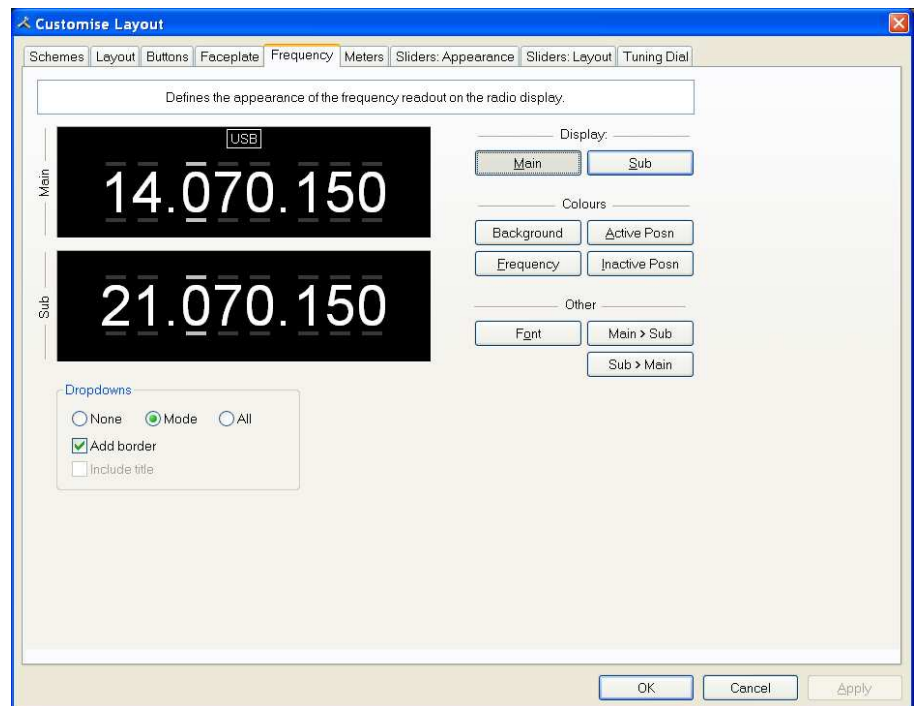 Customise Layout
Schemes Layout Buttons Faceplate Frequency Meters Sliders: Appearance Sliders: Layout Tuning Dial
Defines the appearance of the frequency readout on the radio display.
Main
USB
14.070.150
Sub
21.070.150
Display:
Main Sub
Colours
Background Active Posn
Frequency Inactive Posn
Other
Font Main > Sub
Sub > Main
Dropdowns
None Mode All
Add border
Include title
OK Cancel Apply